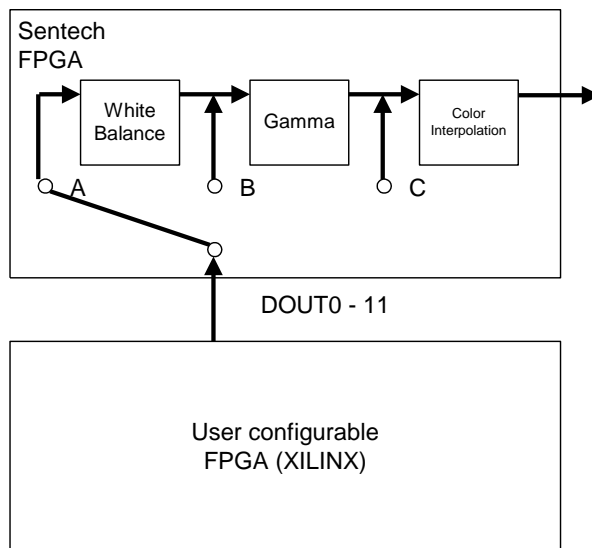 Sentech
FPGA
White
Balance
Gamma
Color
Interpolation
A
B
C
DOUT0 - 11
User configurable
FPGA (XILINX)